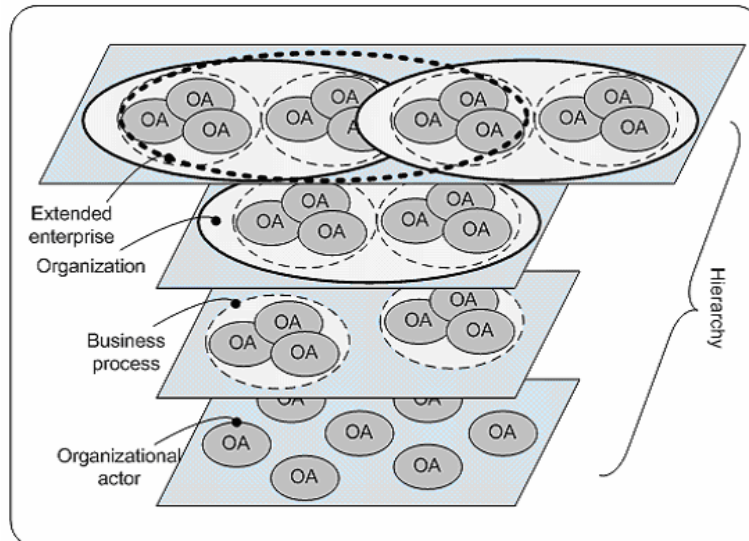 OA OA OA OA OA OA OA OA OA OA OA OA
Extended
enterprise
OA OA OA OA OA OA
Organization
Business
process
OA OA OA OA OA OA
Organizational
actor
OA OA OA OA OA OA OA
Hierarchy